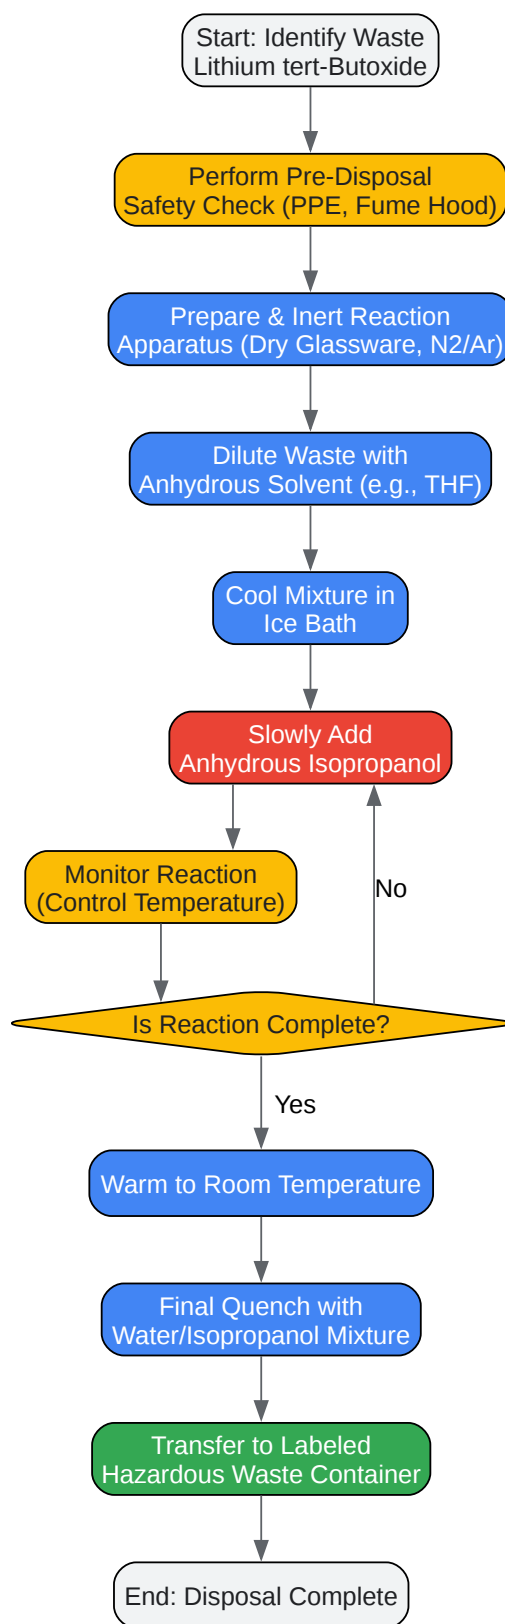 Start: Identify Waste
Lithium tert-Butoxide
Perform Pre-Disposal
Safety Check (PPE, Fume Hood)
Prepare & Inert Reaction
Apparatus (Dry Glassware, N2/Ar)
Dilute Waste with
Anhydrous Solvent (e.g., THF)
Cool Mixture in
Ice Bath
Slowly Add
Anhydrous Isopropanol
Monitor Reaction
(Control Temperature)
No
Is Reaction Complete?
Yes
Warm to Room Temperature
Final Quench with
Water/Isopropanol Mixture
Transfer to Labeled
Hazardous Waste Container
End: Disposal Complete